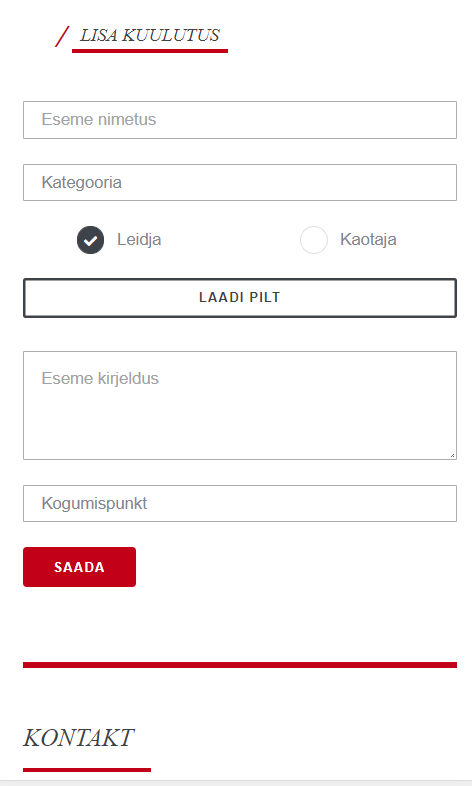 / LISA KUULUTUS
Eseme nimetus
Kategooria
Leidja Kaotaja
LAADI PILT
Eseme kirjeldus
Kogumispunkt
SAADA
KONTAKT